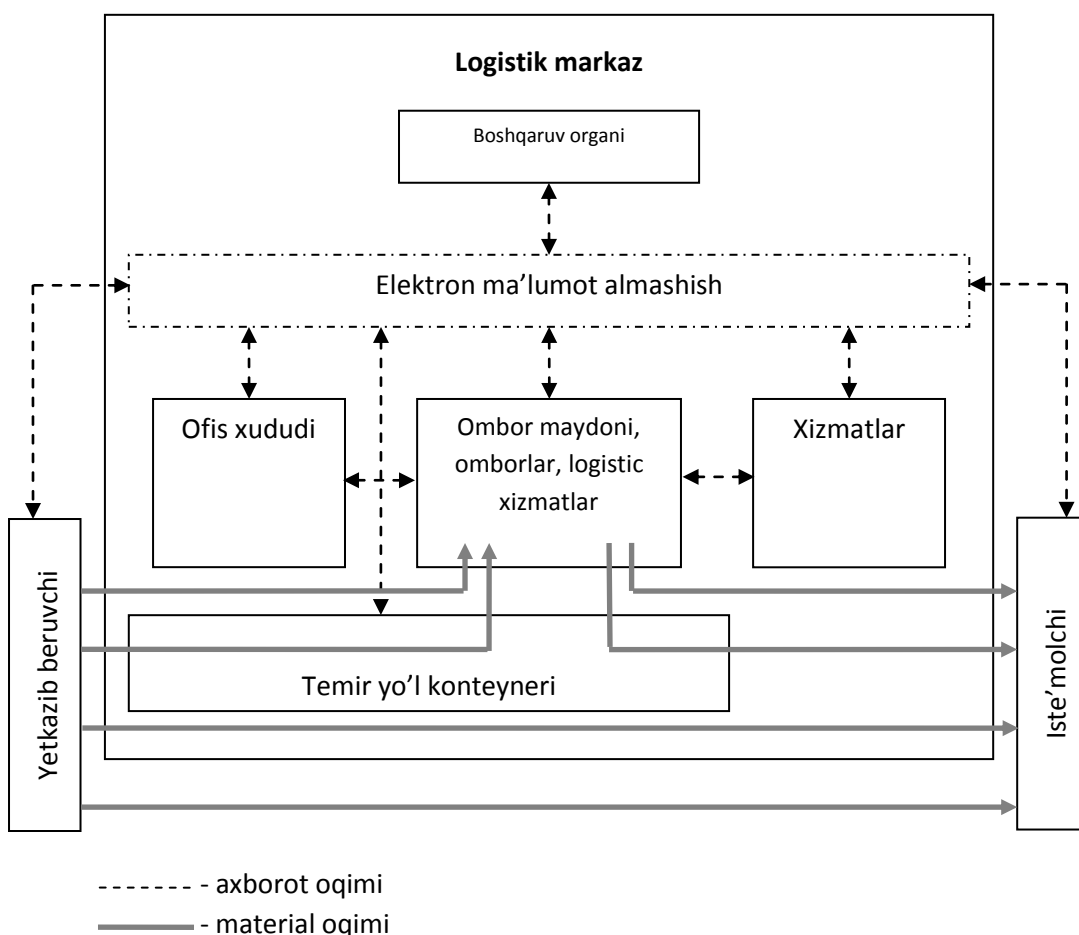 Logistik markaz
Boshqaruv organi
Elektron ma’lumot almashish
Ofis xududi
Ombor maydoni,
omborlar, logistic
xizmatlar
Xizmatlar
Yetkazib beruvchi
Temir yo’l konteyneri
Iste’molchi
- axborot oqimi
- material oqimi